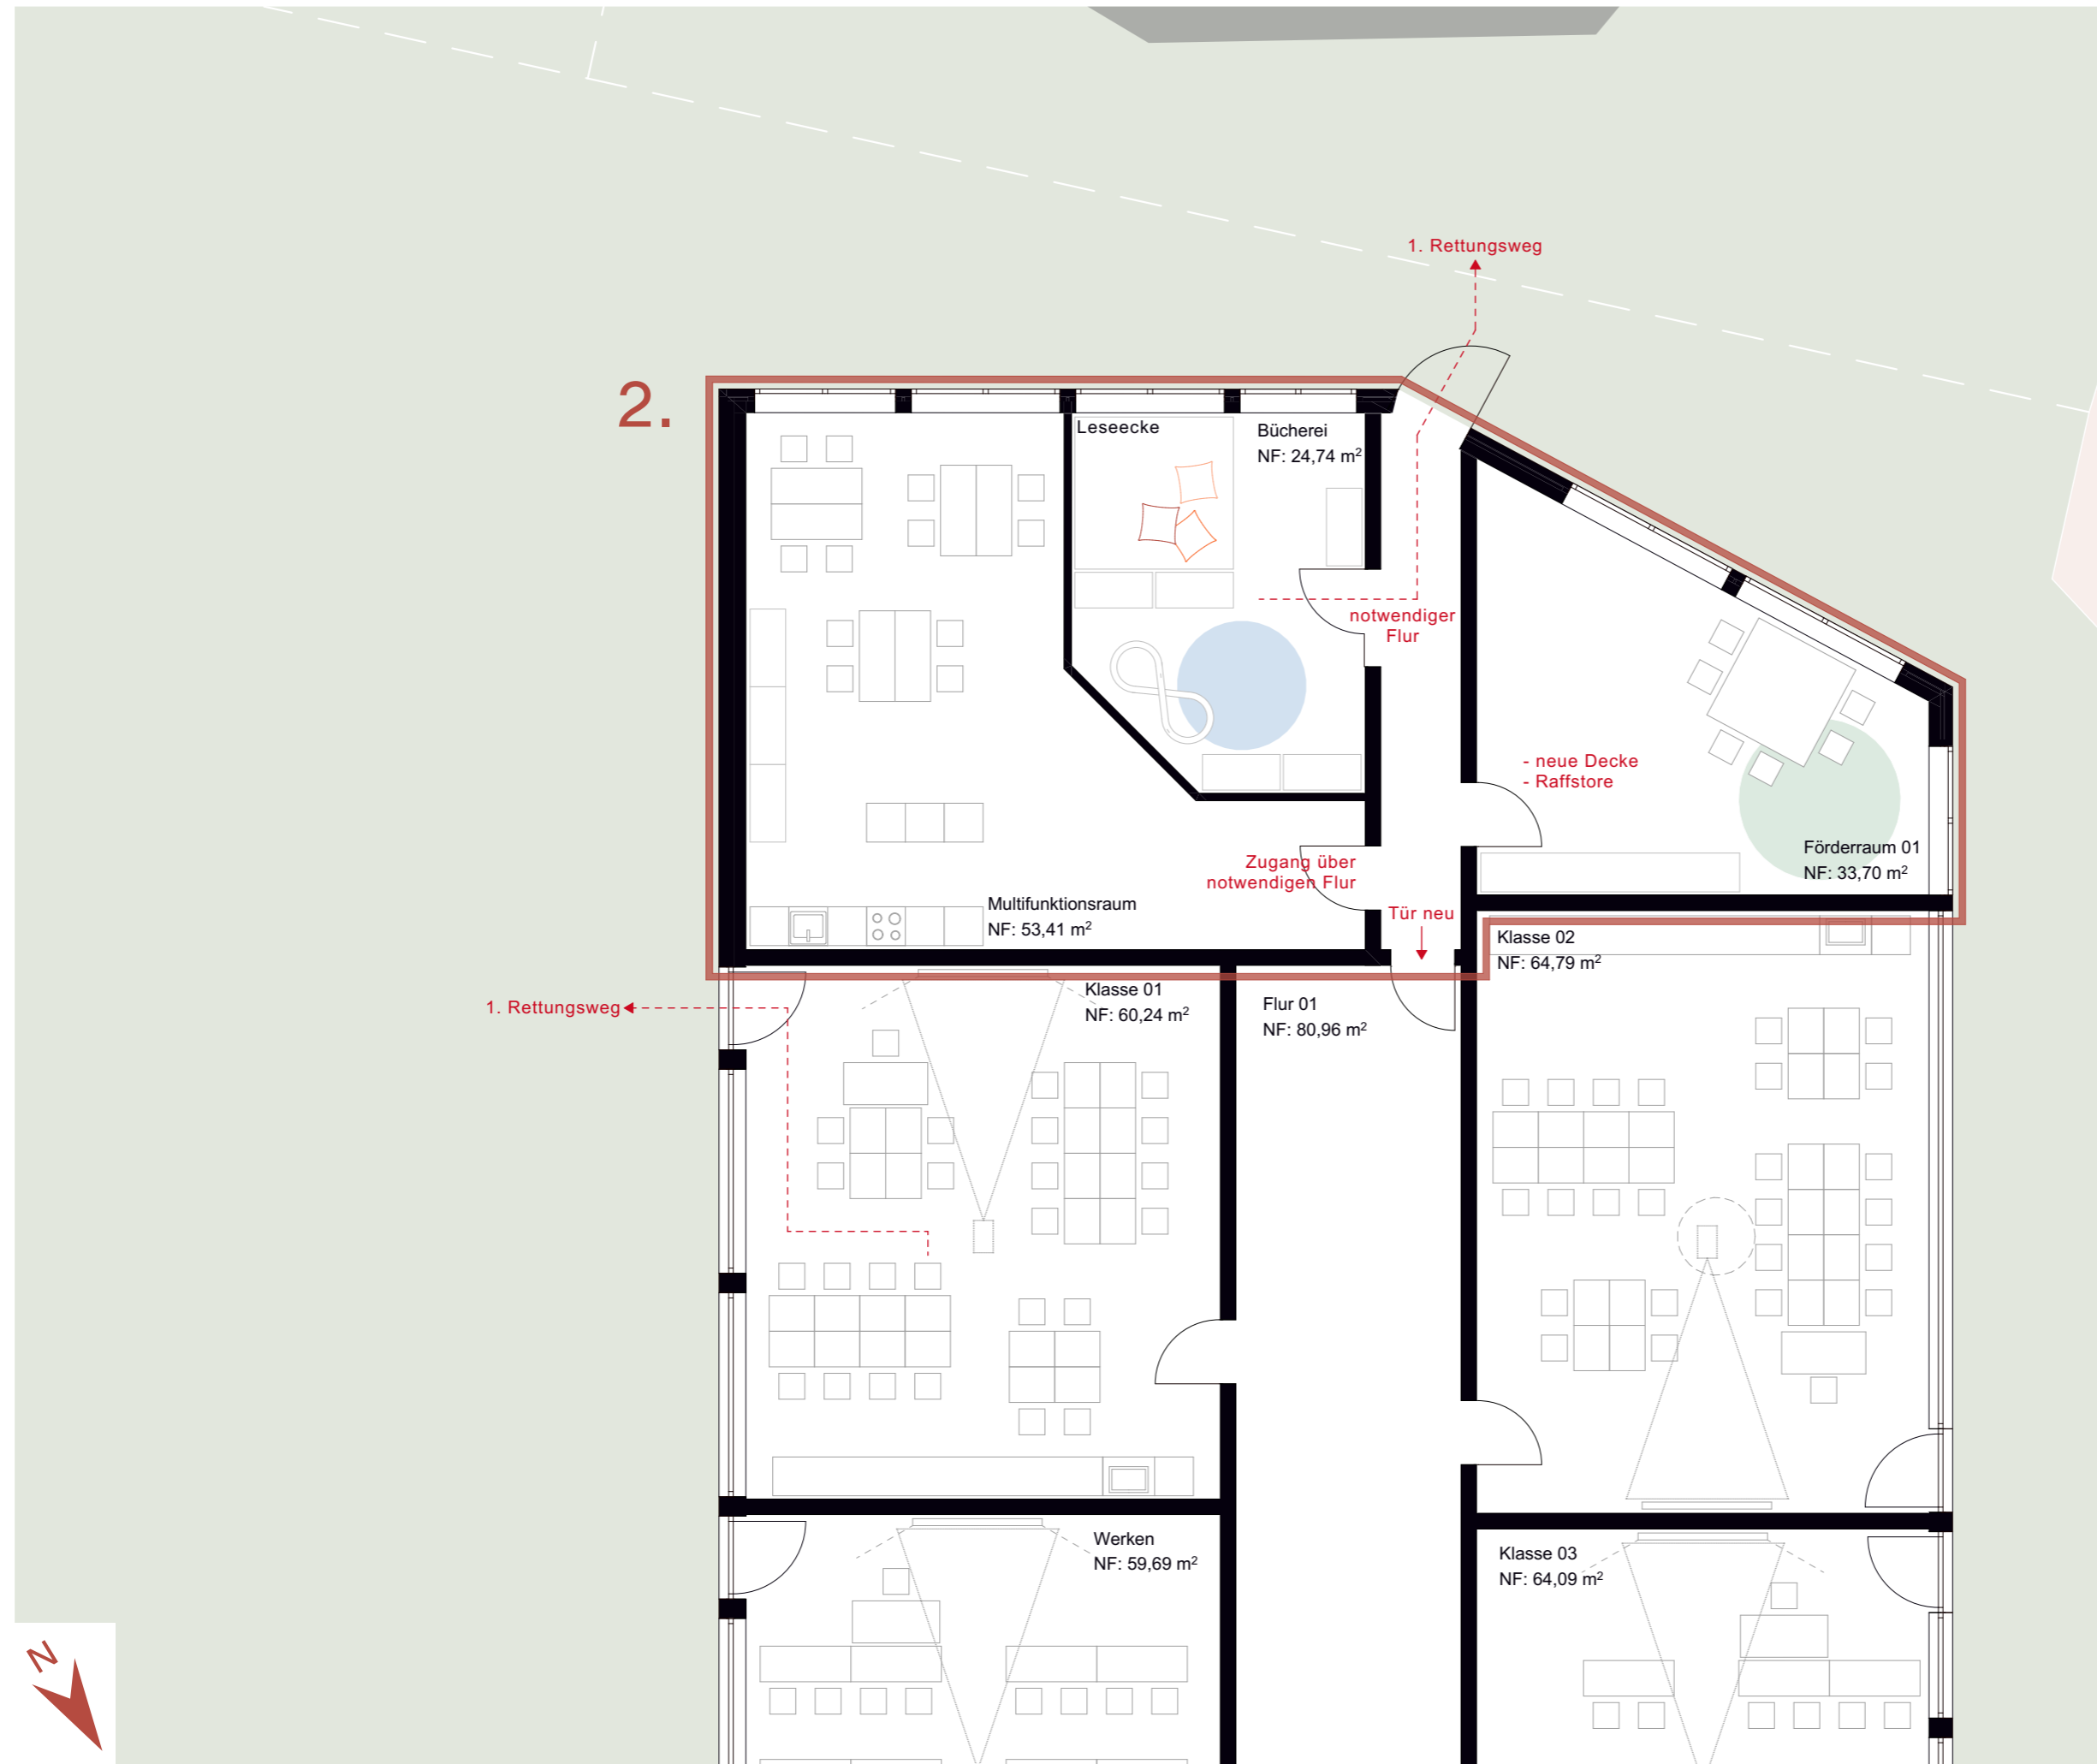 1. Rettungsweg
2.
Leseecke
Bücherei
NF: 24,74 m²
notwendiger
Flur
- neue Decke
- Raffstore
Förderraum 01
NF: 33,70 m²
Zugang über
notwendigen Flur
Multifunktionsraum
NF: 53,41 m²
Tür neu
Klasse 02
NF: 64,79 m²
1. Rettungsweg
Klasse 01
NF: 60,24 m²
Flur 01
NF: 80,96 m²
Werken
NF: 59,69 m²
Klasse 03
NF: 64,09 m²
N